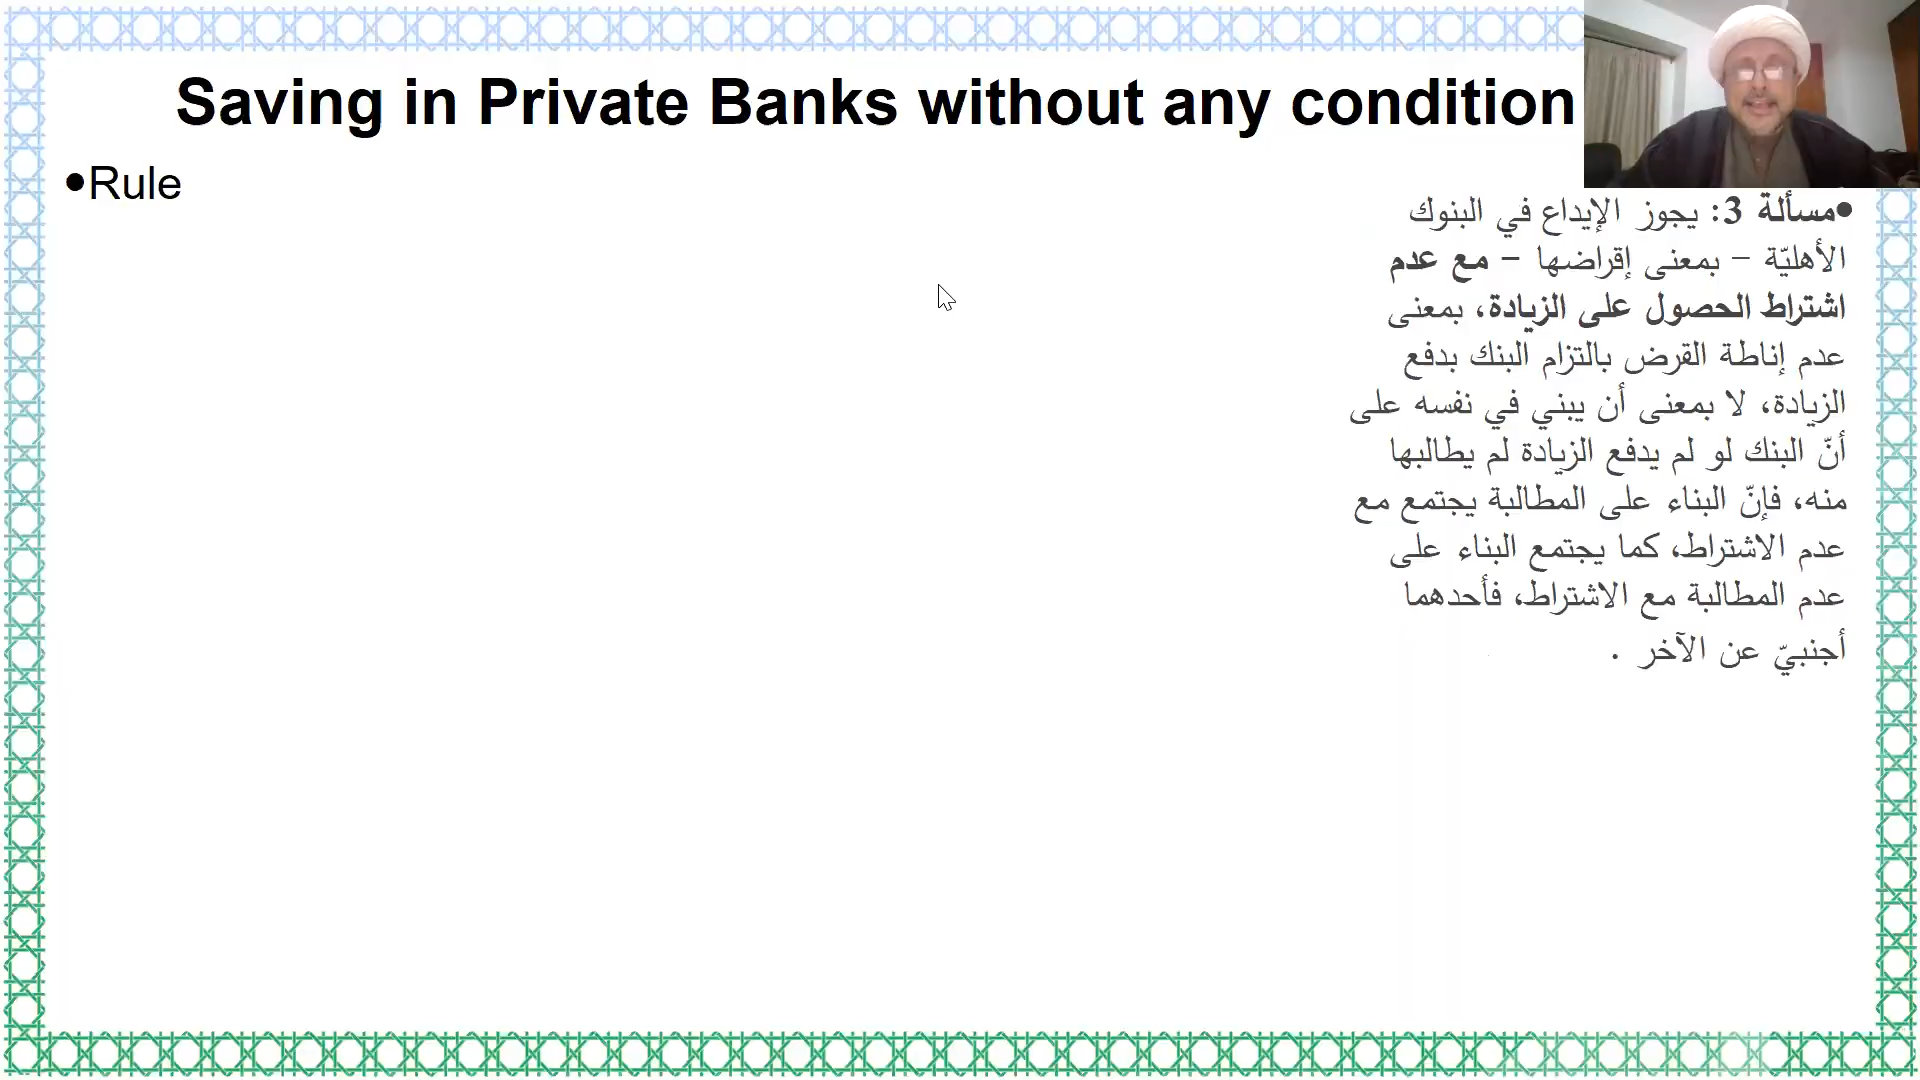 Saving in Private Banks without any condition
•Rule
•مسألة 3: يجوز الإيداع في البنوك
الأهليّة – بمعنى إقراضها – مع عدم
اشتراط الحصول على الزيادة، بمعنى
عدم إناطة القرض بالتزام البنك بدفع
الزيادة، لا بمعنى أن يبني في نفسه على
أنّ البنك لو لم يدفع الزيادة لم يطالبها
منه، فإنّ البناء على المطالبة يجتمع مع
عدم الاشتراط، كما يجتمع البناء على
عدم المطالبة مع الاشتراط، فأحدهما
أجنبيّ عن الآخر .